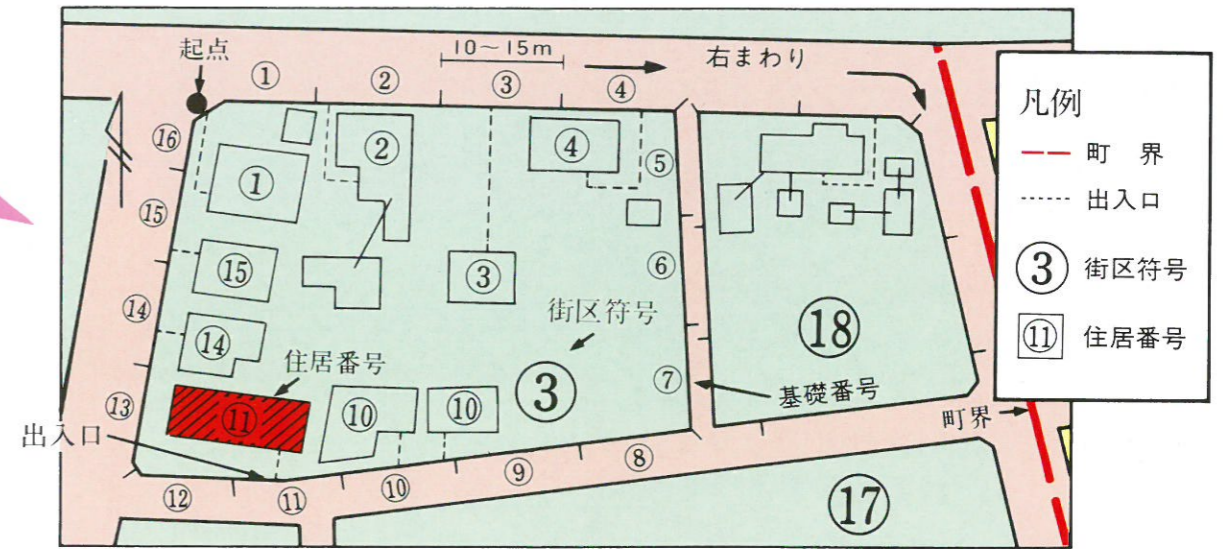 起点
10~15m
右まわり
①
②
③
④
⑯
⑤
②
④
①
⑮
⑮
③
⑥
街区符号
⑭
⑭
住居番号
③
⑱
⑦
基礎番号
⑬
⑪
⑩
⑩
出入口
町界
⑫
⑪
⑩
⑨
⑧
⑰
凡例
町 界
出入口
③ 街区符号
⑪ 住居番号